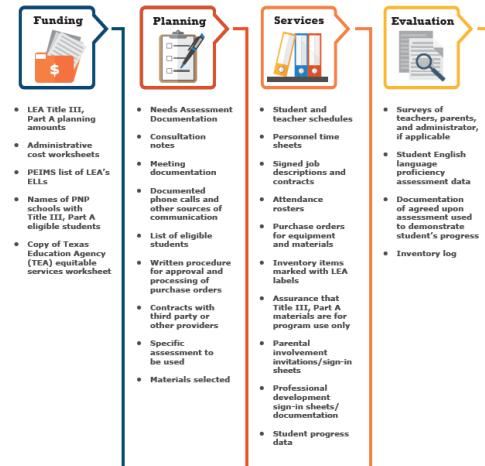 Funding
LEA Title III,
Part A planning
amounts
Administrative
cost worksheets
PEIMS list of LEA's
ELLs
Names of PNP
schools with
Title III, Part A
eligible students
Copy of Texas
Education Agency
(TEA) equitable
services worksheet
Planning
Needs Assessment
Documentation
Consultation
notes
Meeting
documentation
Documented
phone calls and
other sources of
communication
List of eligible
students
Written procedure
for approval and
processing of
purchase orders
Contracts with
third party or
other providers
Specific
assessment to
be used
Materials selected
Services
Student and
teacher schedules
Personnel time
sheets
Signed job
descriptions and
contracts
Attendance
rosters
Purchase orders
for equipment
and materials
Inventory items
marked with LEA
labels
Assurance that
Title III, Part A
materials are for
program use only
Parental
involvement
invitations/sign-in
sheets
Professional
development
sign-in sheets/
documentation
Student progress
data
Evaluation
Surveys of
teachers, parents,
and administrator,
if applicable
Student English
language
proficiency
assessment data
Documentation
of agreed upon
assessment used
to demonstrate
student's progress
Inventory log